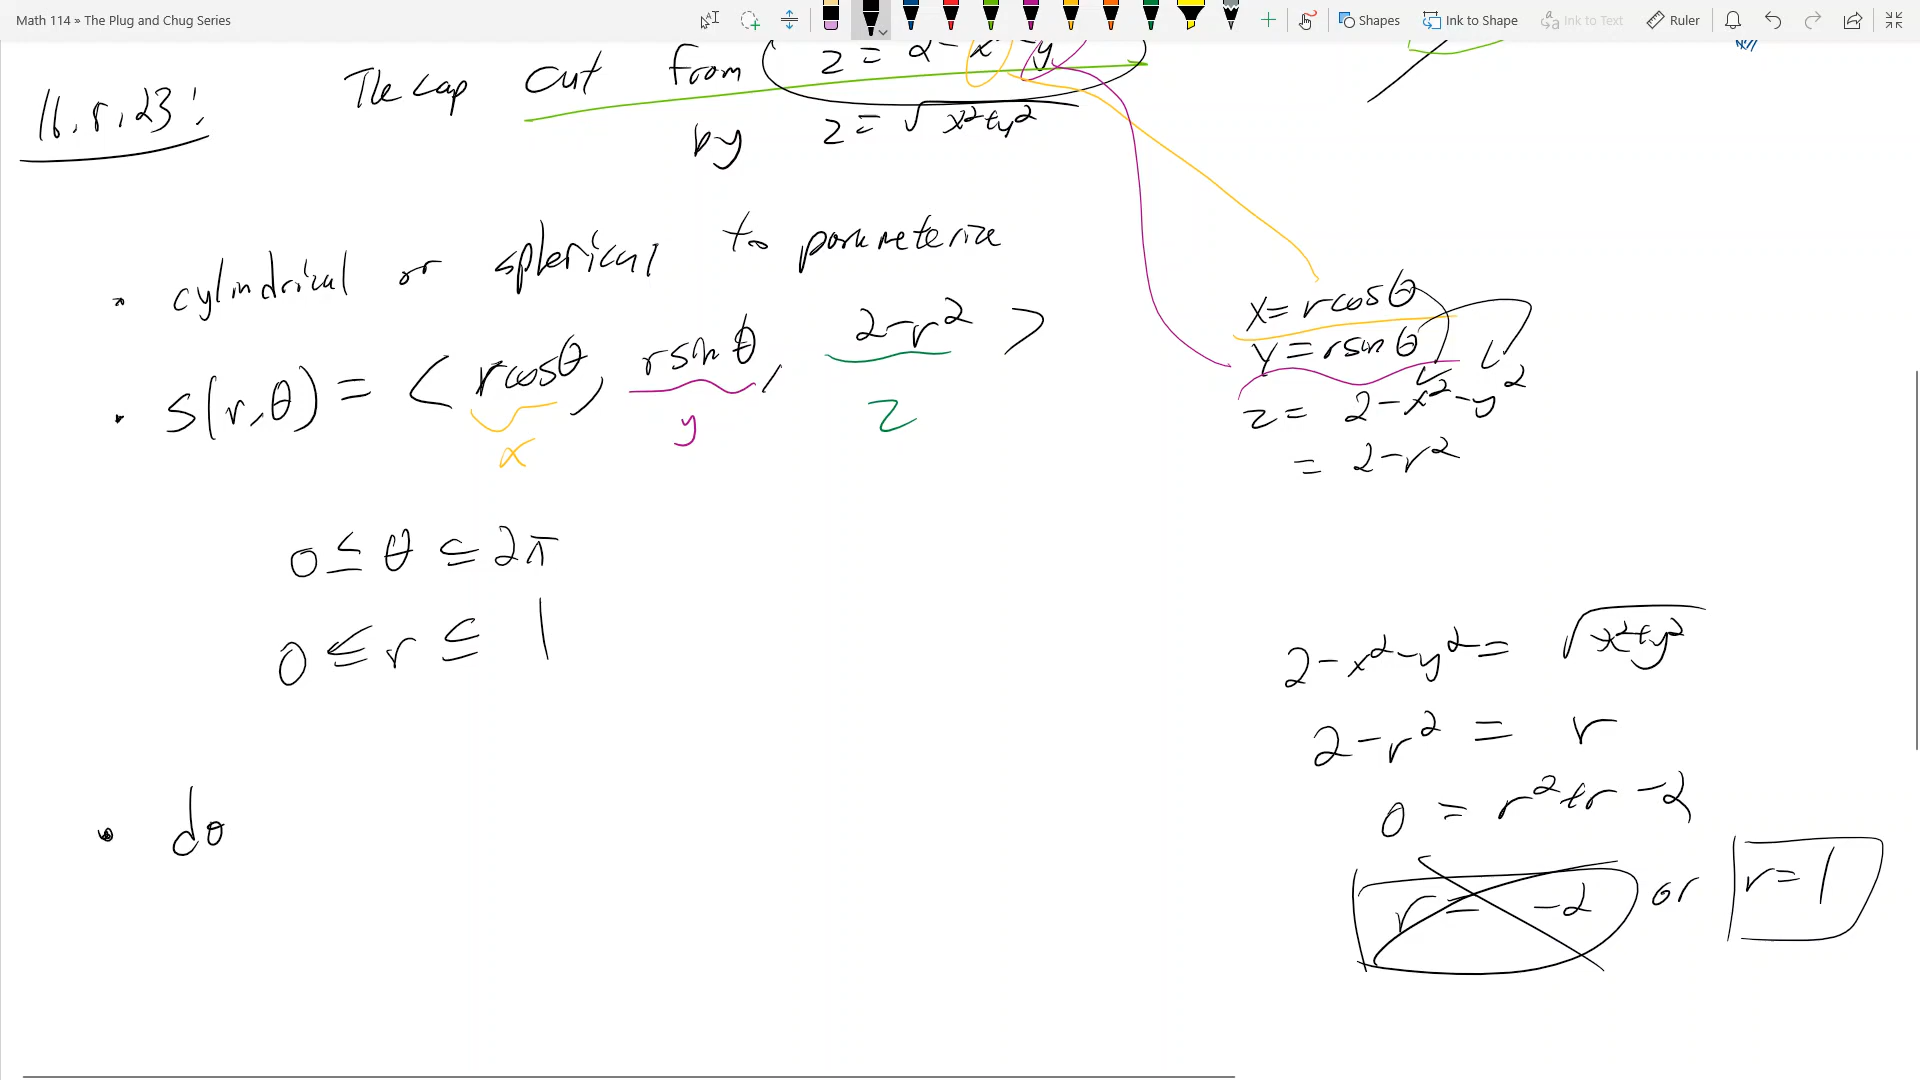 Math 114 » The Plug and Chug Series
Shapes
Ink to Shape
Ink to Text
Ruler
16.5.23:
The cap cut from z = 2 - x² - y²
by z = √x²+y²
• cylindrical or spherical to parameterize
• s(r,θ) = < rcosθ, rsin θ, 2-r² >
x y z
x = rcosθ
y = rsin θ
z = 2-x²-y²
= 2-r²
0 ≤ θ ≤ 2π
0 ≤ r ≤ 1
2-x²-y² = √x²+y²
2-r² = r
0 = r²+r-2
r = -2 or r = 1
• dσ